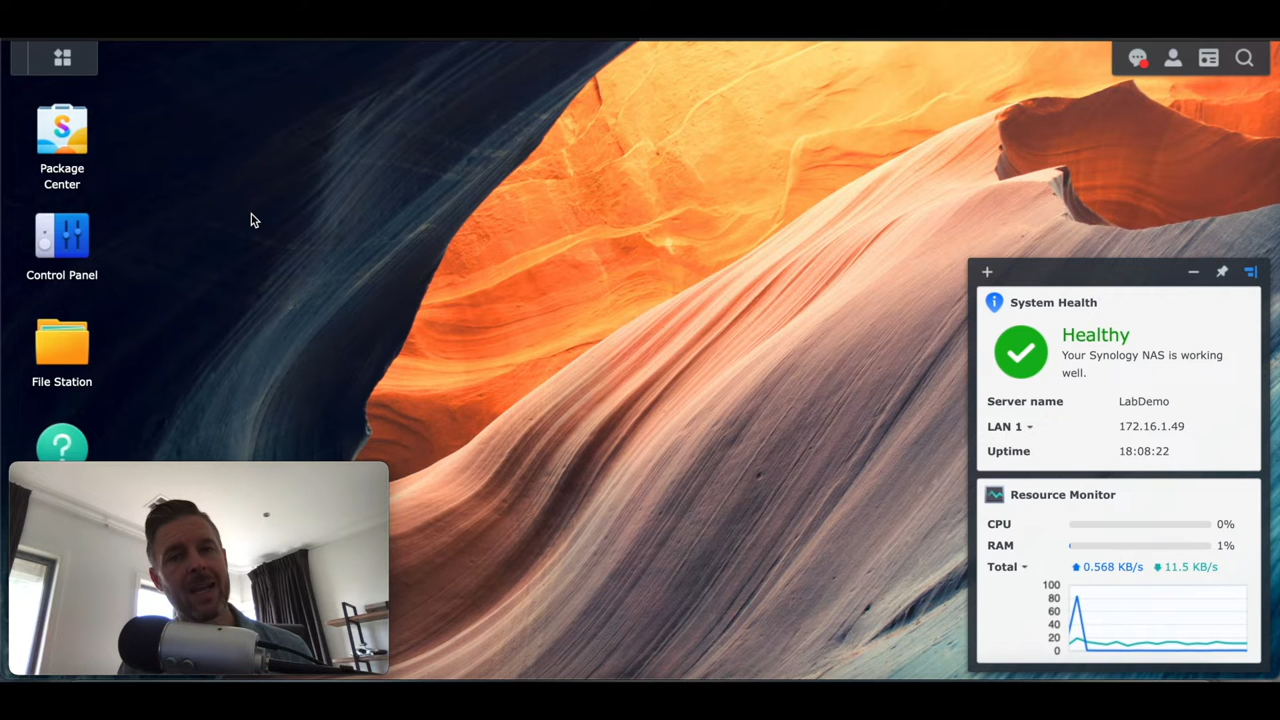 Package
Center
Control Panel
File Station
System Health
Healthy
Your Synology NAS is working
well.
Server name LabDemo
LAN 1 172.16.1.49
Uptime 18:08:22
Resource Monitor
CPU 0%
RAM 1%
Total 0.568 KB/s 11.5 KB/s
100
80
60
40
20
0